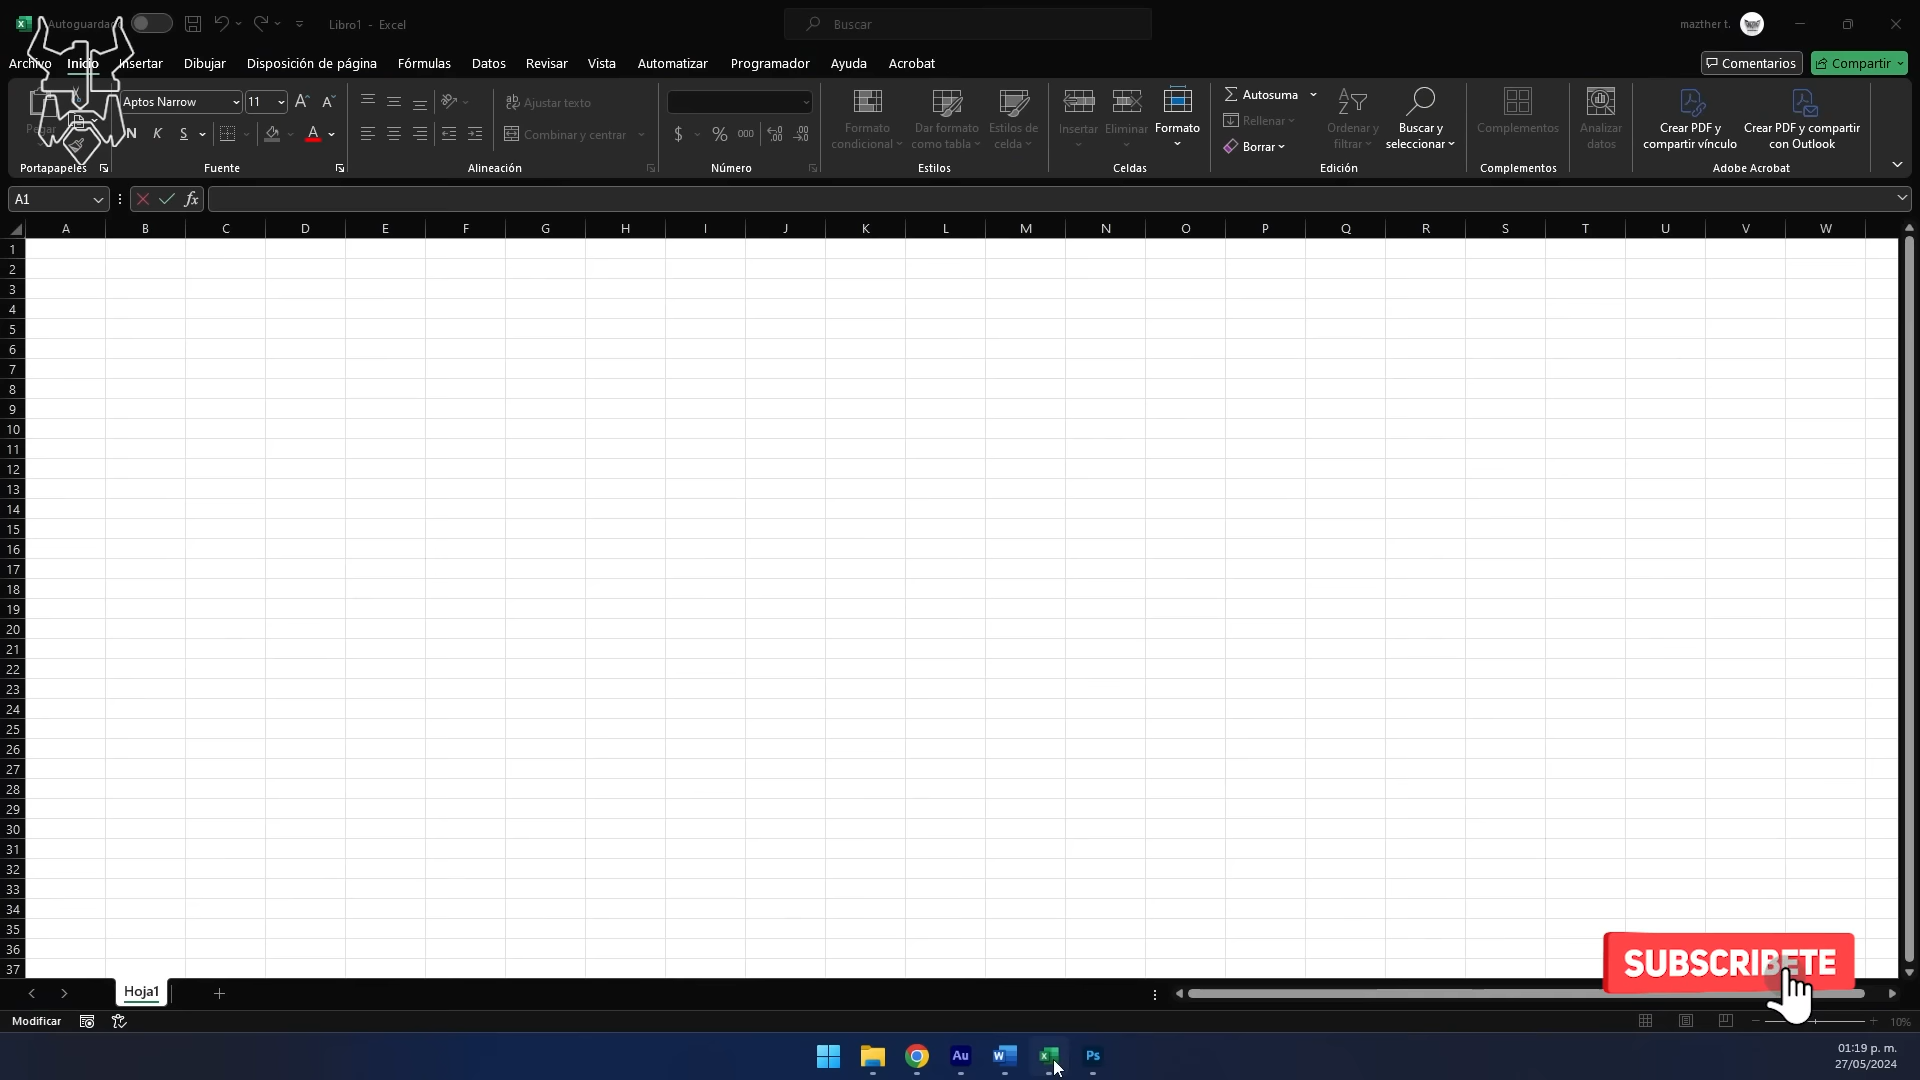 Autoguardado
Libro1 - Excel
Buscar
mazther t.
Archivo Inicio Insertar Dibujar Disposición de página Fórmulas Datos Revisar Vista Automatizar Programador Ayuda Acrobat
Comentarios Compartir
Pegar
Aptos Narrow 11
N K S A
Ajustar texto
Combinar y centrar
$ % 000
Formato condicional
Dar formato como tabla
Estilos de celda
Insertar Eliminar Formato
Autosuma
Rellenar
Borrar
Ordenar y filtrar
Buscar y seleccionar
Complementos
Analizar datos
Crear PDF y compartir vínculo
Crear PDF y compartir con Outlook
Portapapeles Fuente Alineación Número Estilos Celdas Edición Complementos Adobe Acrobat
A1 fx
A B C D E F G H I J K L M N O P Q R S T U V W
1
2
3
4
5
6
7
8
9
10
11
12
13
14
15
16
17
18
19
20
21
22
23
24
25
26
27
28
29
30
31
32
33
34
35
36
37
SUBSCRIBETE
Hoja1
Modificar
10%
Au W X Ps
01:19 p. m.
27/05/2024